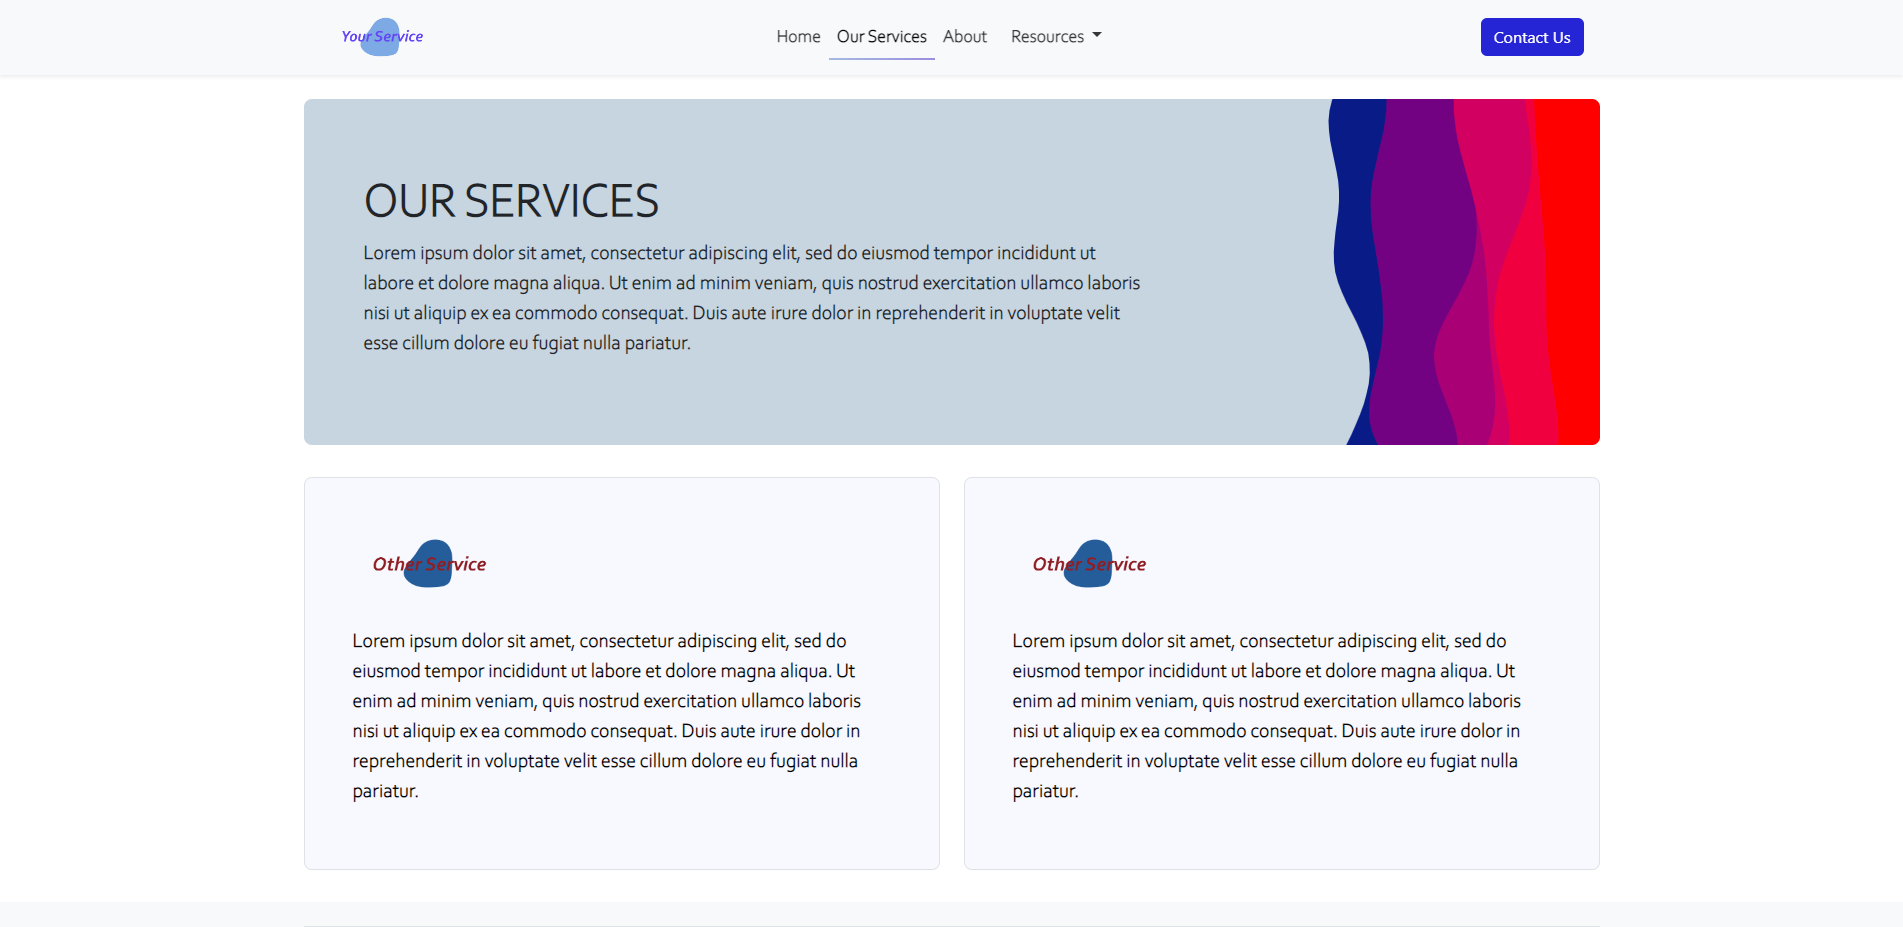 Your Service
Home Our Services About Resources
Contact Us
OUR SERVICES
Lorem ipsum dolor sit amet, consectetur adipiscing elit, sed do eiusmod tempor incididunt ut
labore et dolore magna aliqua. Ut enim ad minim veniam, quis nostrud exercitation ullamco laboris
nisi ut aliquip ex ea commodo consequat. Duis aute irure dolor in reprehenderit in voluptate velit
esse cillum dolore eu fugiat nulla pariatur.
Other Service
Lorem ipsum dolor sit amet, consectetur adipiscing elit, sed do
eiusmod tempor incididunt ut labore et dolore magna aliqua. Ut
enim ad minim veniam, quis nostrud exercitation ullamco laboris
nisi ut aliquip ex ea commodo consequat. Duis aute irure dolor in
reprehenderit in voluptate velit esse cillum dolore eu fugiat nulla
pariatur.
Other Service
Lorem ipsum dolor sit amet, consectetur adipiscing elit, sed do
eiusmod tempor incididunt ut labore et dolore magna aliqua. Ut
enim ad minim veniam, quis nostrud exercitation ullamco laboris
nisi ut aliquip ex ea commodo consequat. Duis aute irure dolor in
reprehenderit in voluptate velit esse cillum dolore eu fugiat nulla
pariatur.